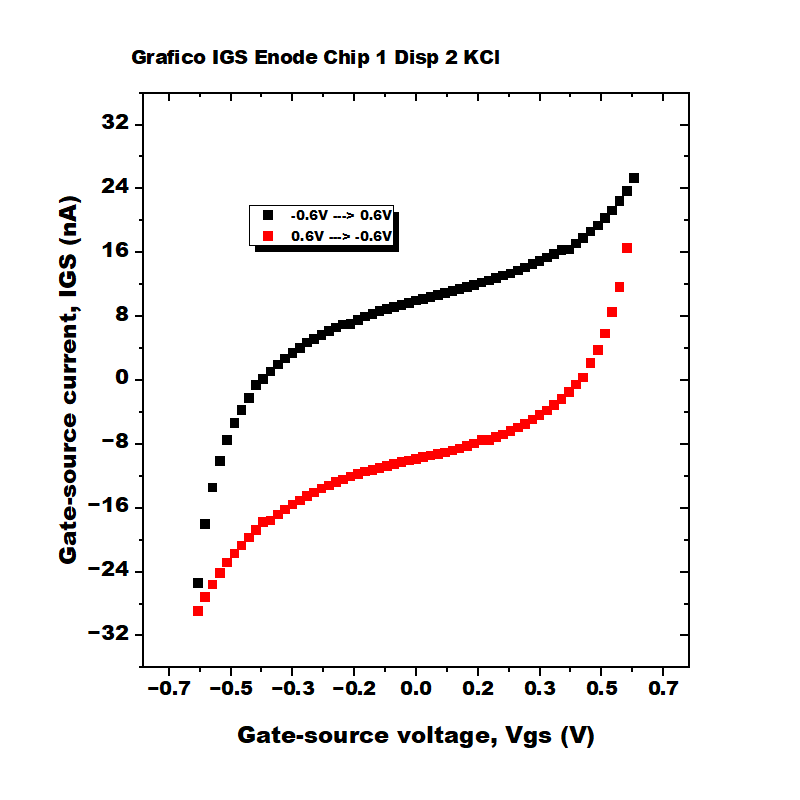 Grafico IGS Enode Chip 1 Disp 2 KCl
32
24
16
8
0
−8
−16
−24
−32
-0.6V ---> 0.6V
0.6V ---> -0.6V
Gate-source current, IGS (nA)
−0.7 −0.5 −0.3 −0.2 0.0 0.2 0.3 0.5 0.7
Gate-source voltage, Vgs (V)